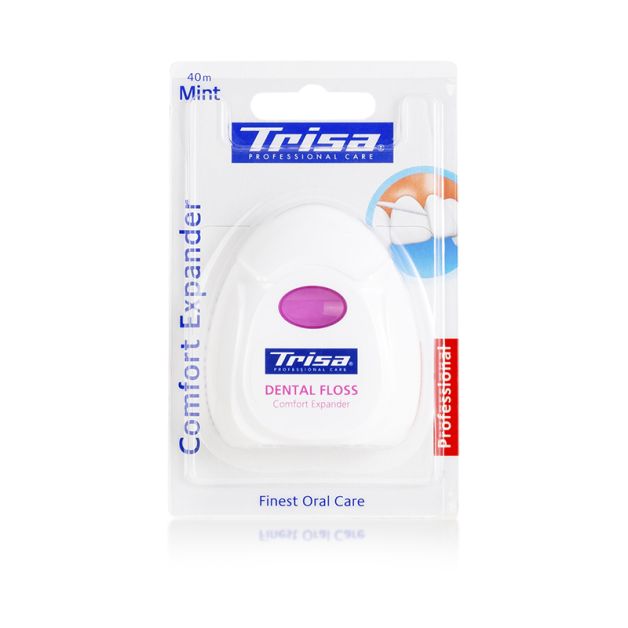 40m
Mint
Trisa®
PROFESSIONAL CARE
Comfort Expander
Trisa®
PROFESSIONAL CARE
DENTAL FLOSS
Comfort Expander
Professional
Finest Oral Care